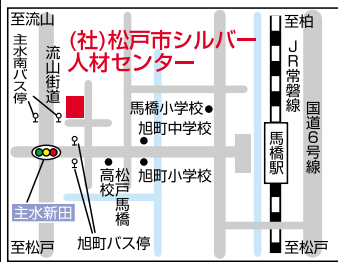 至流山
主水南バス停
流山街道
(社)松戸市シルバー
人材センター
至柏
JR常磐線
国道6号線
馬橋小学校
旭町中学校
馬橋駅
旭町小学校
松戸馬橋
高校
主水新田
旭町バス停
至松戸
至松戸